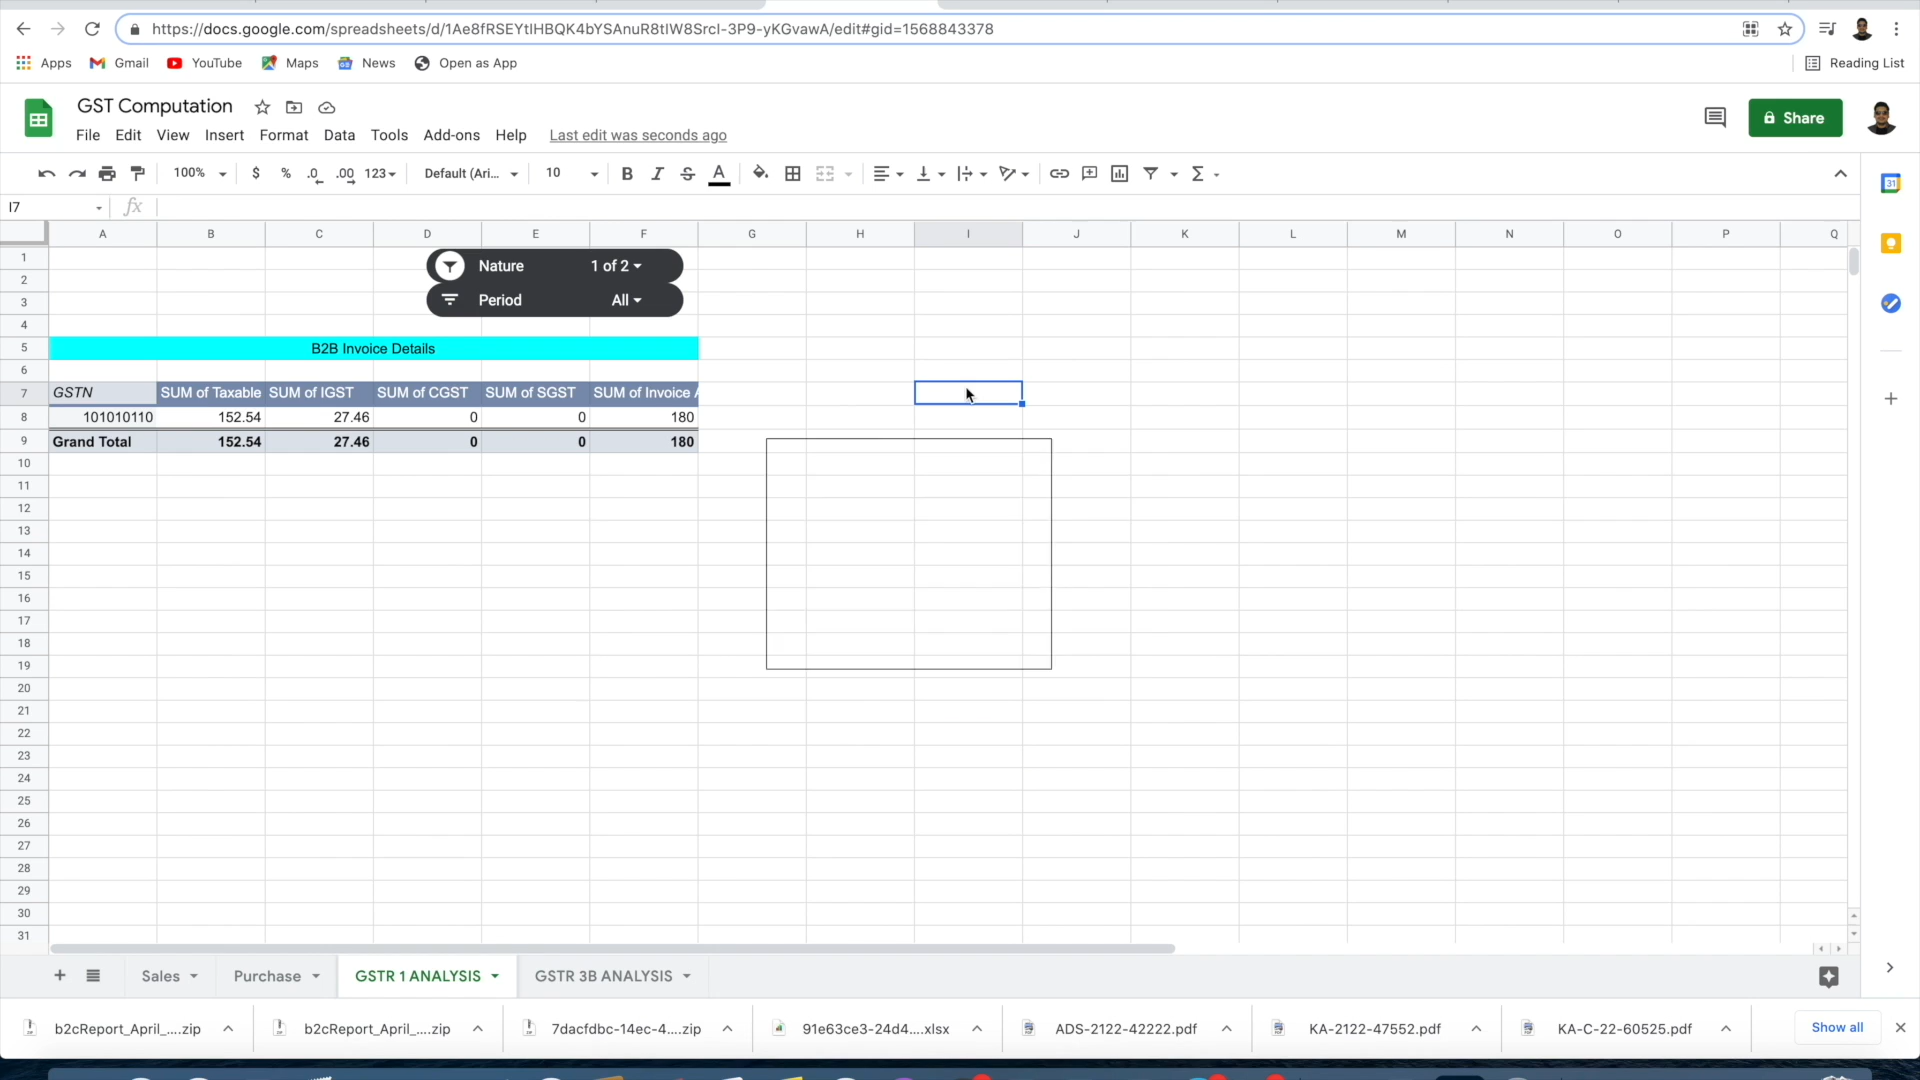 https://docs.google.com/spreadsheets/d/1Ae8fRSEYtIHBQK4bYSAnuR8tIW8SrcI-3P9-yKGvawA/edit#gid=1568843378
Apps Gmail YouTube Maps News Open as App Reading List
GST Computation
File Edit View Insert Format Data Tools Add-ons Help Last edit was seconds ago
Share
100% $ % .0 .00 123 Default (Ari... 10 B I S A Σ
31
I7 fx
A B C D E F G H I J K L M N O P Q
1
Nature 1 of 2
2
3
Period All
4
5 B2B Invoice Details
6
7 GSTN SUM of Taxable SUM of IGST SUM of CGST SUM of SGST SUM of Invoice A
8 101010110 152.54 27.46 0 0 180
9 Grand Total 152.54 27.46 0 0 180
10
11
12
13
14
15
16
17
18
19
20
21
22
23
24
25
26
27
28
29
30
31
Sales Purchase GSTR 1 ANALYSIS GSTR 3B ANALYSIS
b2cReport_April_....zip b2cReport_April_....zip 7dacfdbc-14ec-4....zip 91e63ce3-24d4....xlsx ADS-2122-42222.pdf KA-2122-47552.pdf KA-C-22-60525.pdf Show all